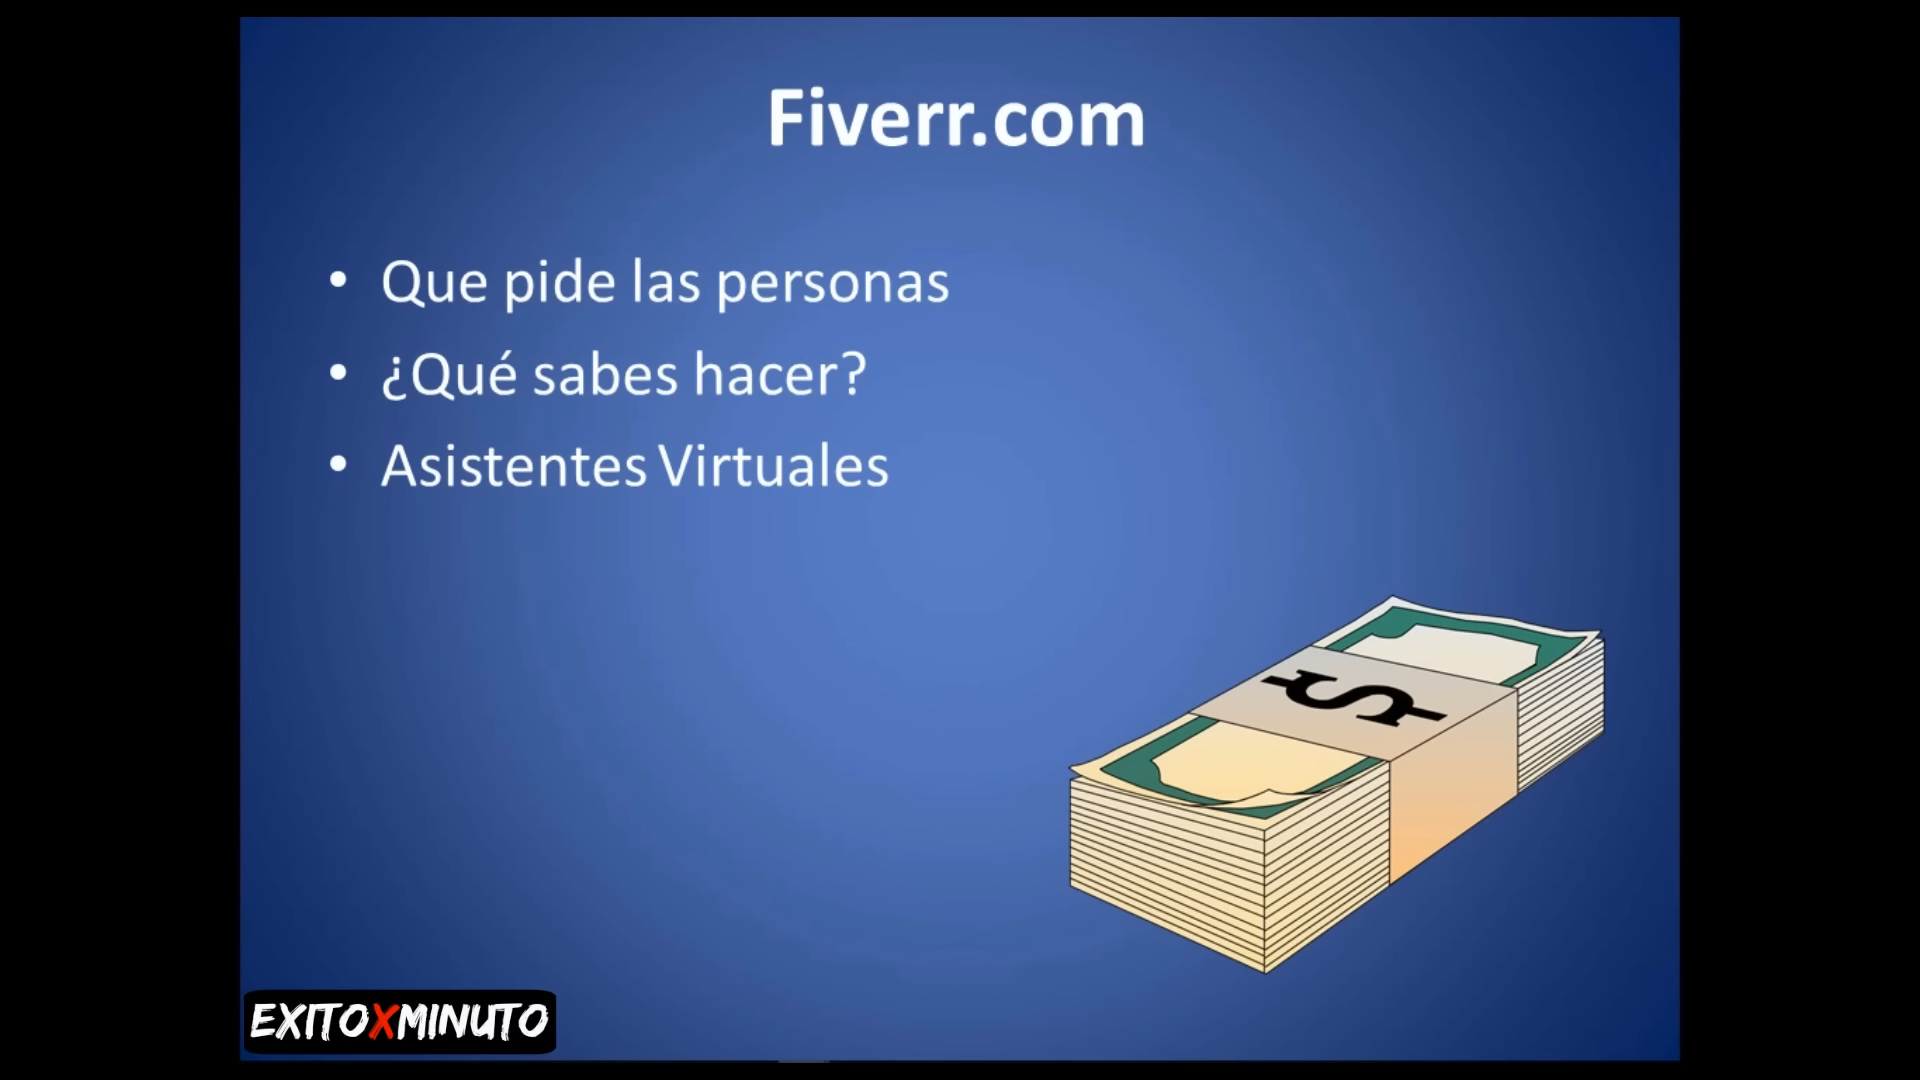 Fiverr.com
• Que pide las personas
• ¿Qué sabes hacer?
• Asistentes Virtuales
$
EXITOXMINUTO